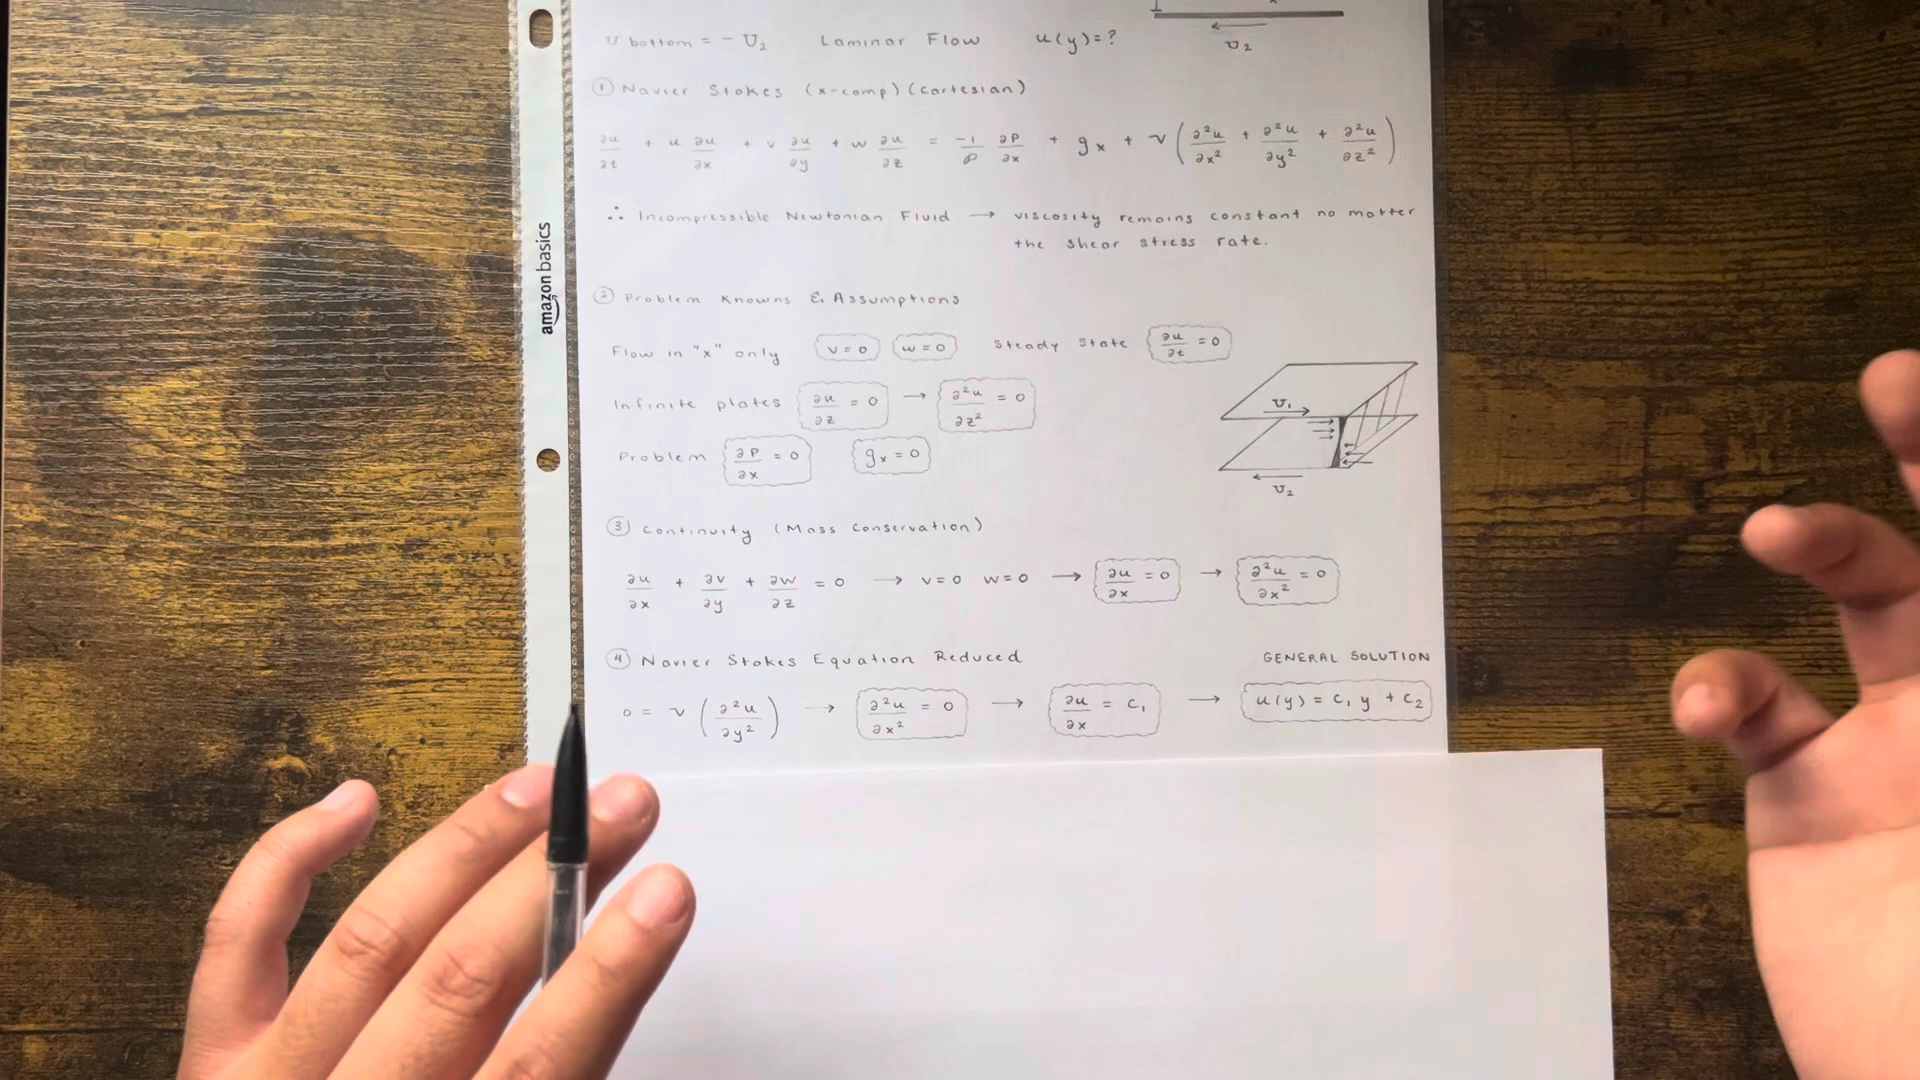 υ bottom = - υ₂ Laminar Flow u(y)=?
υ₂
① Navier Stokes (x-comp) (cartesian)
∂u/∂t + u ∂u/∂x + v ∂u/∂y + w ∂u/∂z = -1/ρ ∂P/∂x + gx + ν(∂²u/∂x² + ∂²u/∂y² + ∂²u/∂z²)
∴ Incompressible Newtonian Fluid → viscosity remains constant no matter
the shear stress rate.
② Problem Knowns & Assumptions
Flow in "x" only v=0 w=0 Steady State ∂u/∂t = 0
Infinite plates ∂u/∂z = 0 → ∂²u/∂z² = 0
υ₁
Problem ∂P/∂x = 0 gx = 0
υ₂
③ Continuity (Mass Conservation)
∂u/∂x + ∂v/∂y + ∂w/∂z = 0 → v=0 w=0 → ∂u/∂x = 0 → ∂²u/∂x² = 0
④ Navier Stokes Equation Reduced GENERAL SOLUTION
0 = ν(∂²u/∂y²) → ∂²u/∂x² = 0 → ∂u/∂x = C₁ → u(y) = C₁ y + C₂
amazon basics